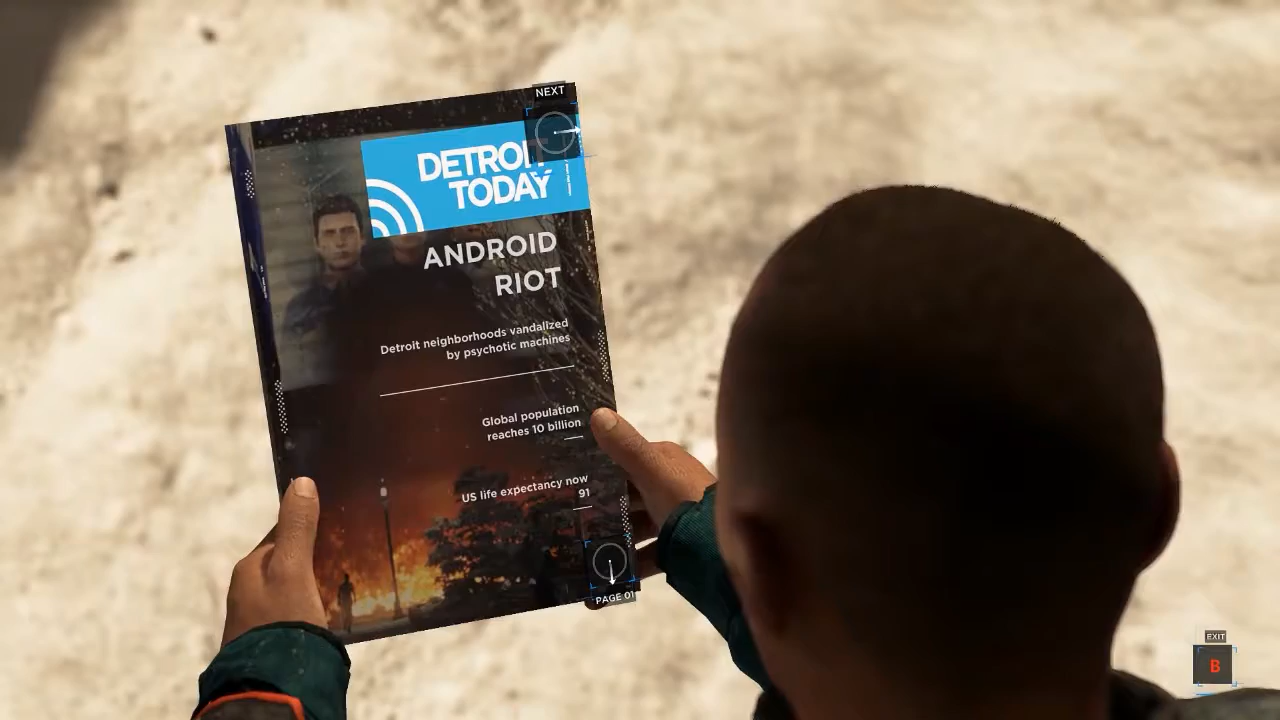 NEXT
DETROIT
TODAY
ANDROID
RIOT
Detroit neighborhoods vandalized
by psychotic machines
Global population
reaches 10 billion
US life expectancy now
91
PAGE 01
EXIT
B